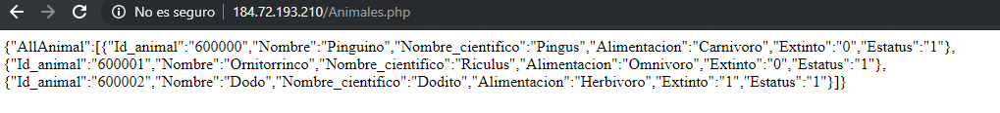 No es seguro 184.72.193.210/Animales.php
{"AllAnimal":[{"Id_animal":"600000","Nombre":"Pinguino","Nombre_cientifico":"Pingus","Alimentacion":"Carnivoro","Extinto":"0","Estatus":"1"},
{"Id_animal":"600001","Nombre":"Ornitorrinco","Nombre_cientifico":"Riculus","Alimentacion":"Omnivoro","Extinto":"0","Estatus":"1"},
{"Id_animal":"600002","Nombre":"Dodo","Nombre_cientifico":"Dodito","Alimentacion":"Herbivoro","Extinto":"1","Estatus":"1"}]}